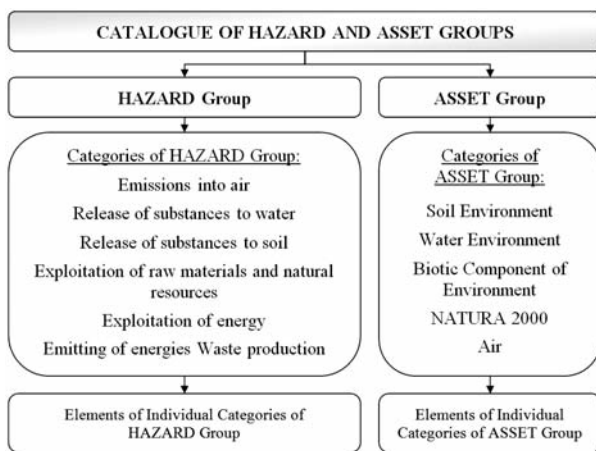 CATALOGUE OF HAZARD AND ASSET GROUPS
HAZARD Group
Categories of HAZARD Group:
Emissions into air
Release of substances to water
Release of substances to soil
Exploitation of raw materials and natural
resources
Exploitation of energy
Emitting of energies Waste production
Elements of Individual Categories of
HAZARD Group
ASSET Group
Categories of
ASSET Group:
Soil Environment
Water Environment
Biotic Component of
Environment
NATURA 2000
Air
Elements of Individual
Categories of ASSET Group